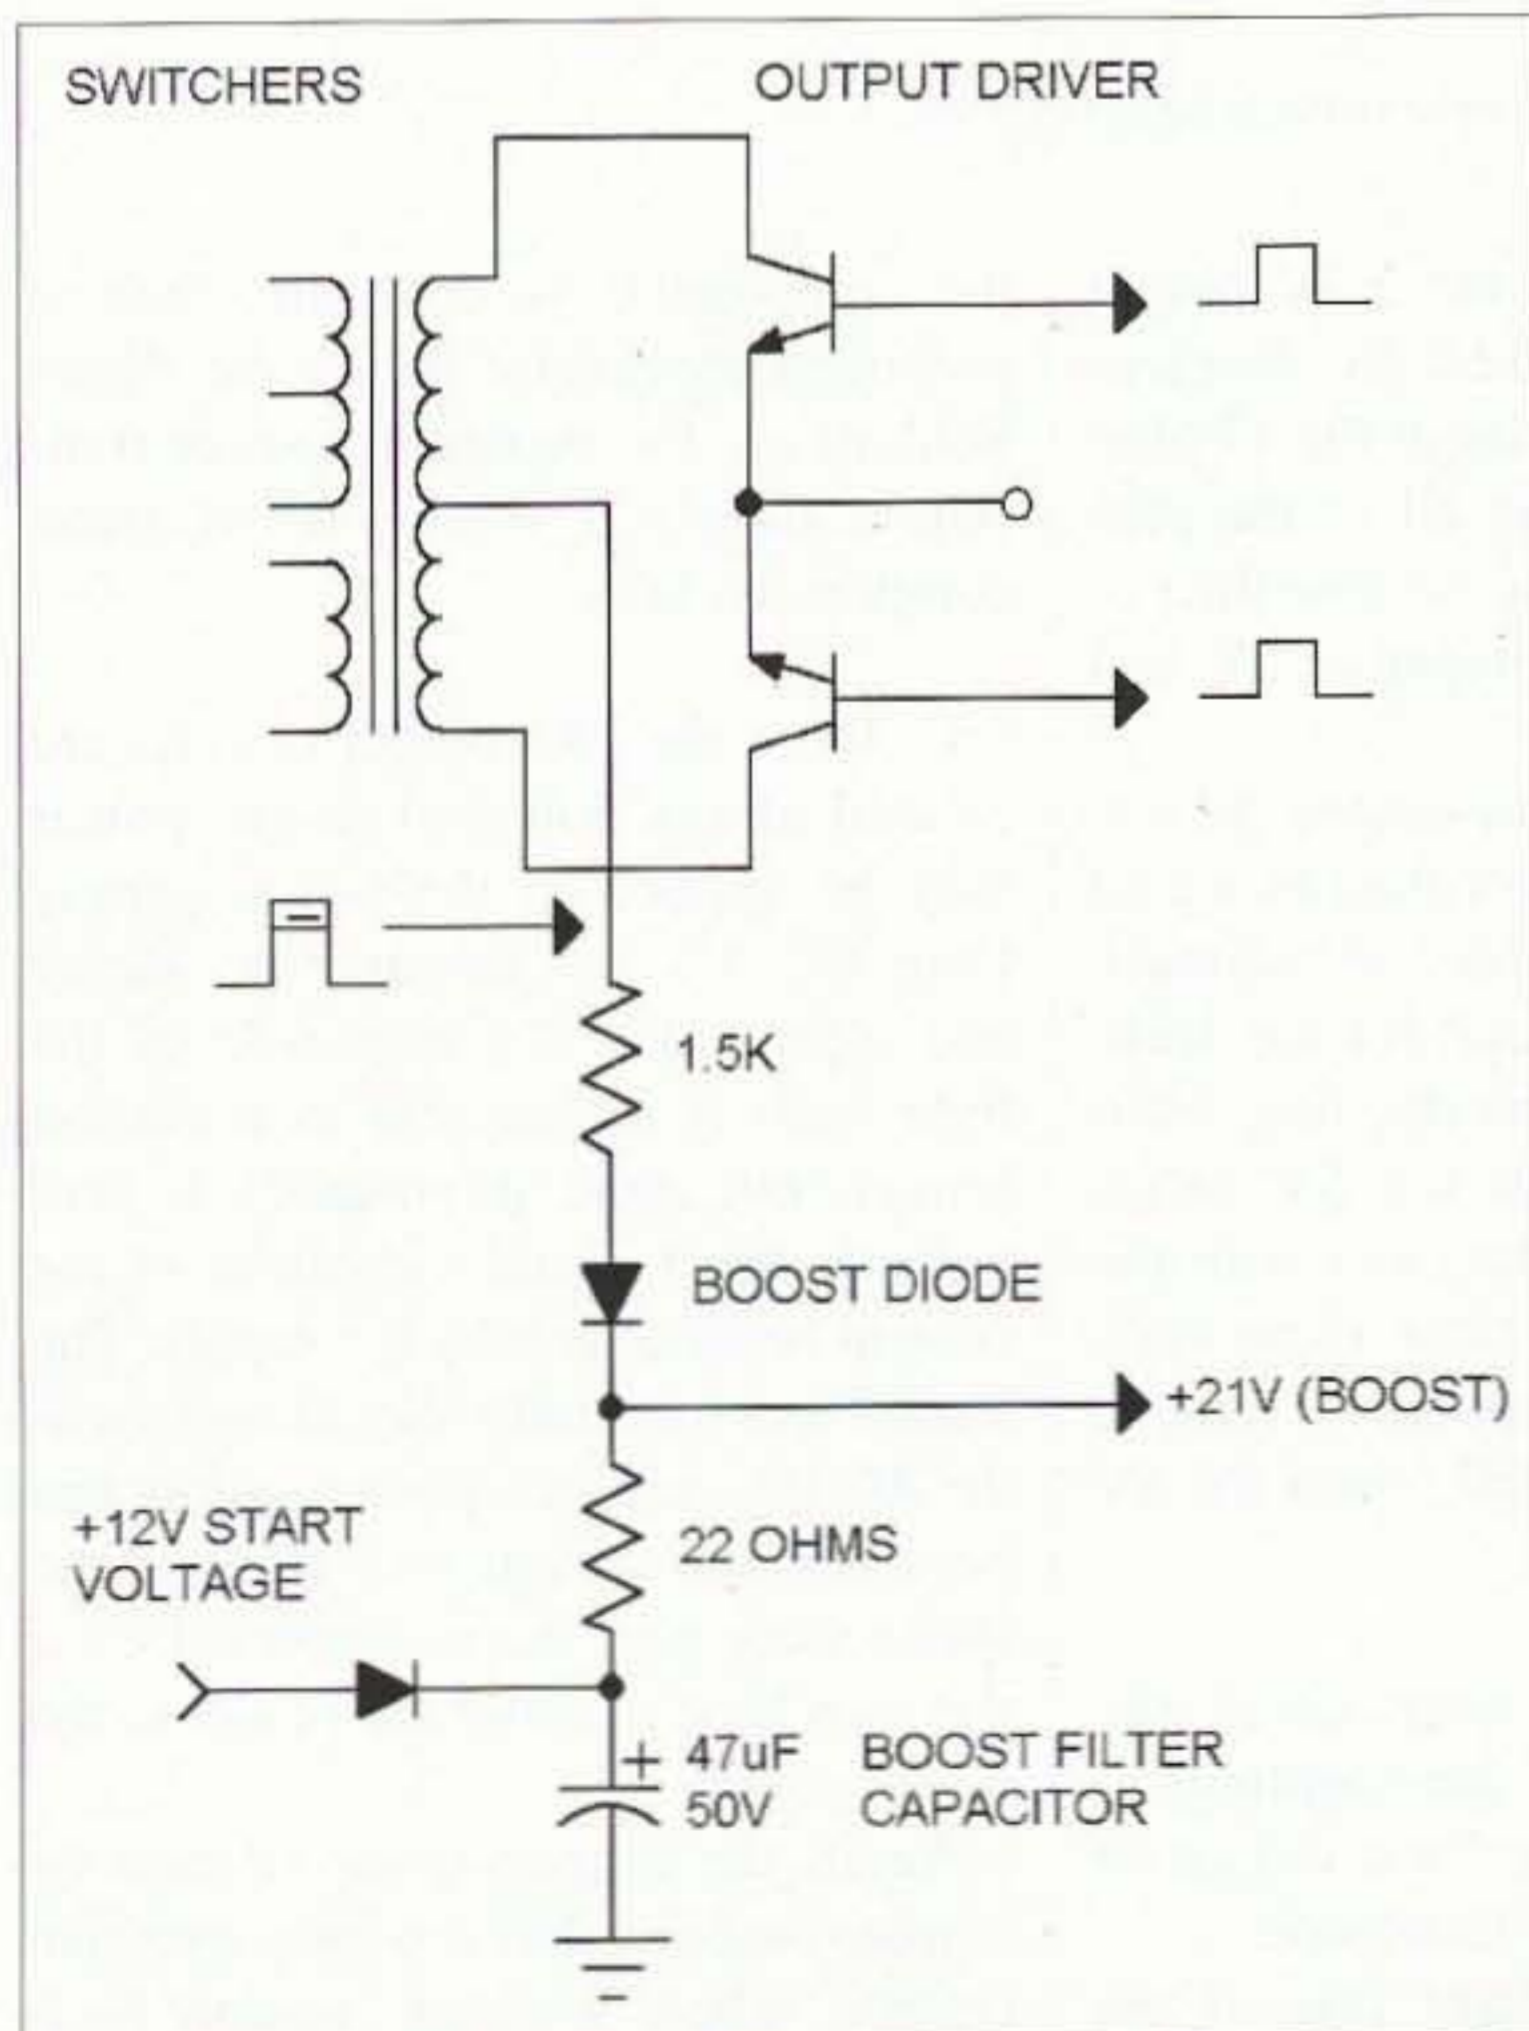 SWITCHERS
OUTPUT DRIVER
1.5K
BOOST DIODE
+21V (BOOST)
+12V START
VOLTAGE
22 OHMS
+
47uF
50V
BOOST FILTER
CAPACITOR